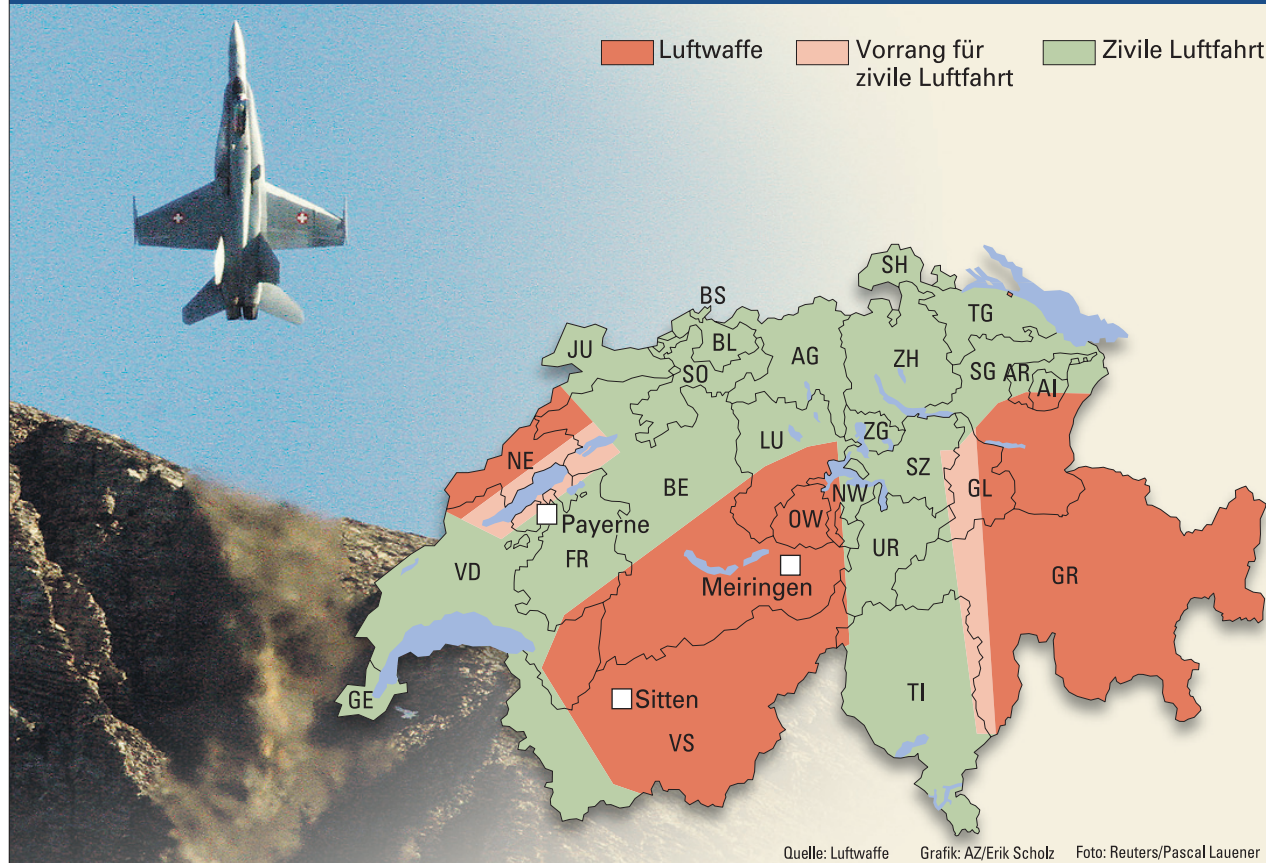 Luftwaffe
Vorrang für
zivile Luftfahrt
Zivile Luftfahrt
SH
BS
TG
JU
BL
AG
ZH
SO
SG
AR
AI
LU
ZG
NE
SZ
BE
NW
GL
OW
Payerne
UR
FR
VD
GR
Meiringen
GE
TI
Sitten
VS
Quelle: Luftwaffe
Grafik: AZ/Erik Scholz
Foto: Reuters/Pascal Lauener